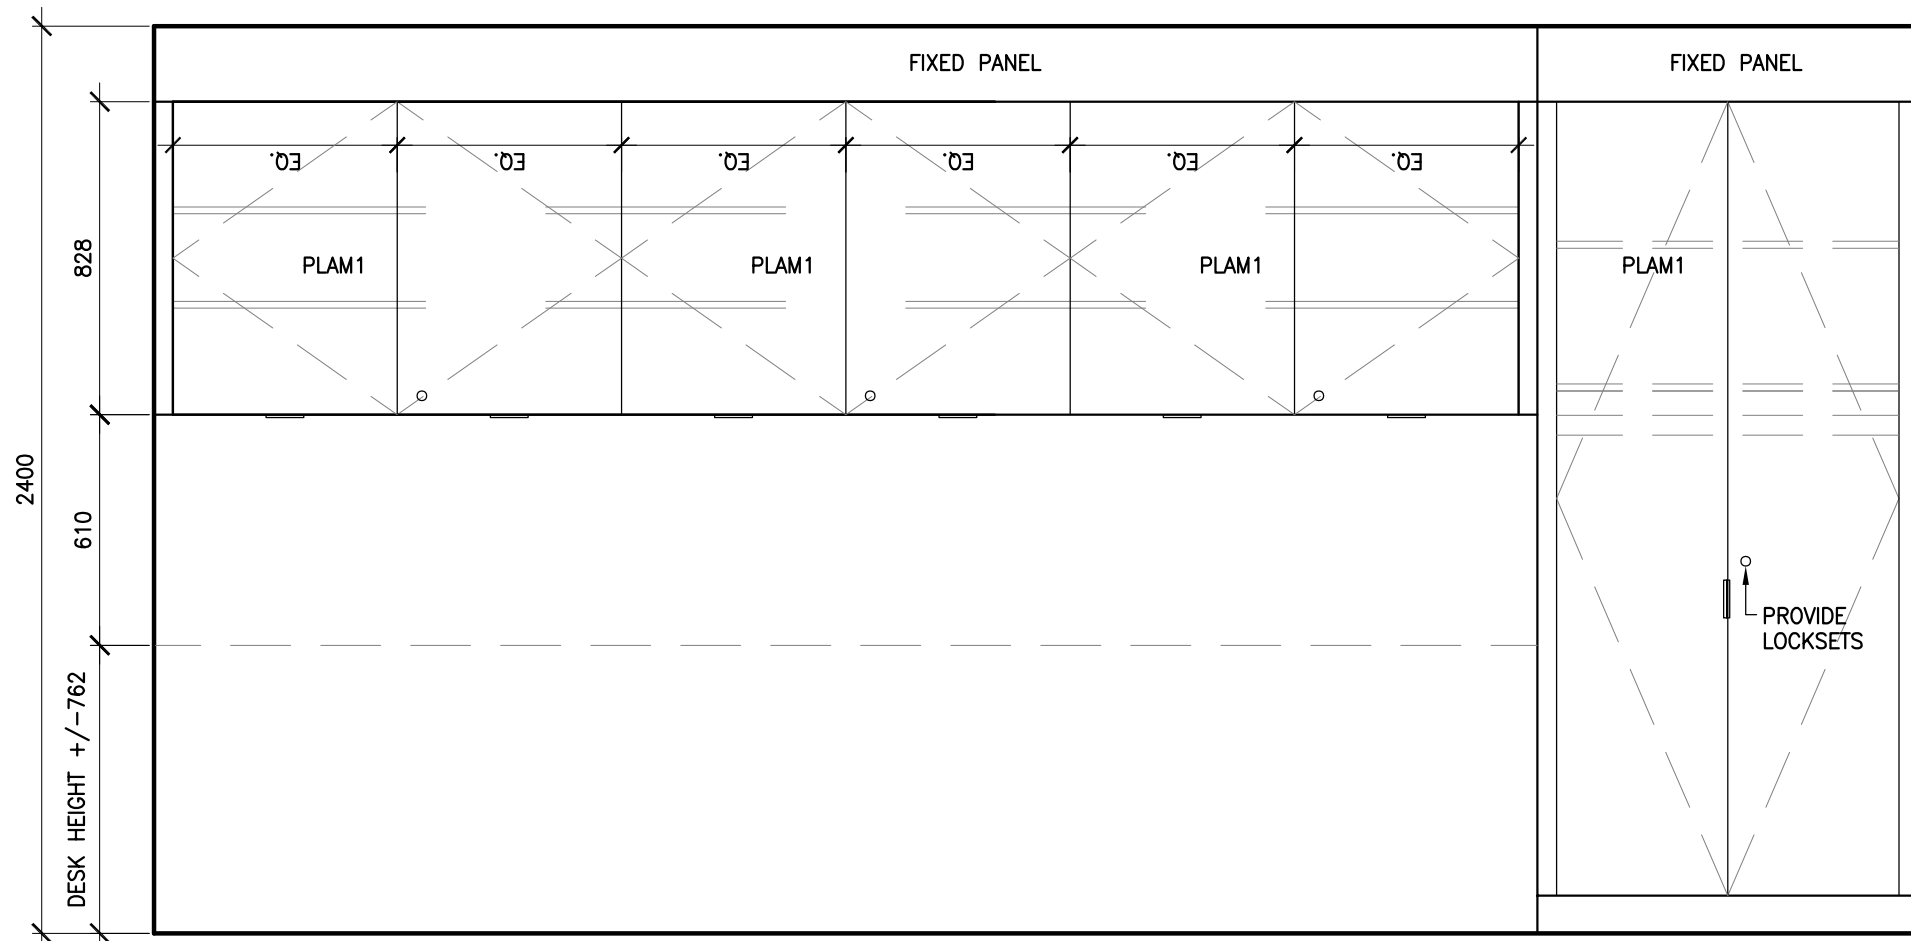 FIXED PANEL
FIXED PANEL
EQ.
EQ.
EQ.
EQ.
EQ.
EQ.
828
PLAM1
PLAM1
PLAM1
PLAM1
2400
610
PROVIDE
LOCKSETS
DESK HEIGHT +/-762